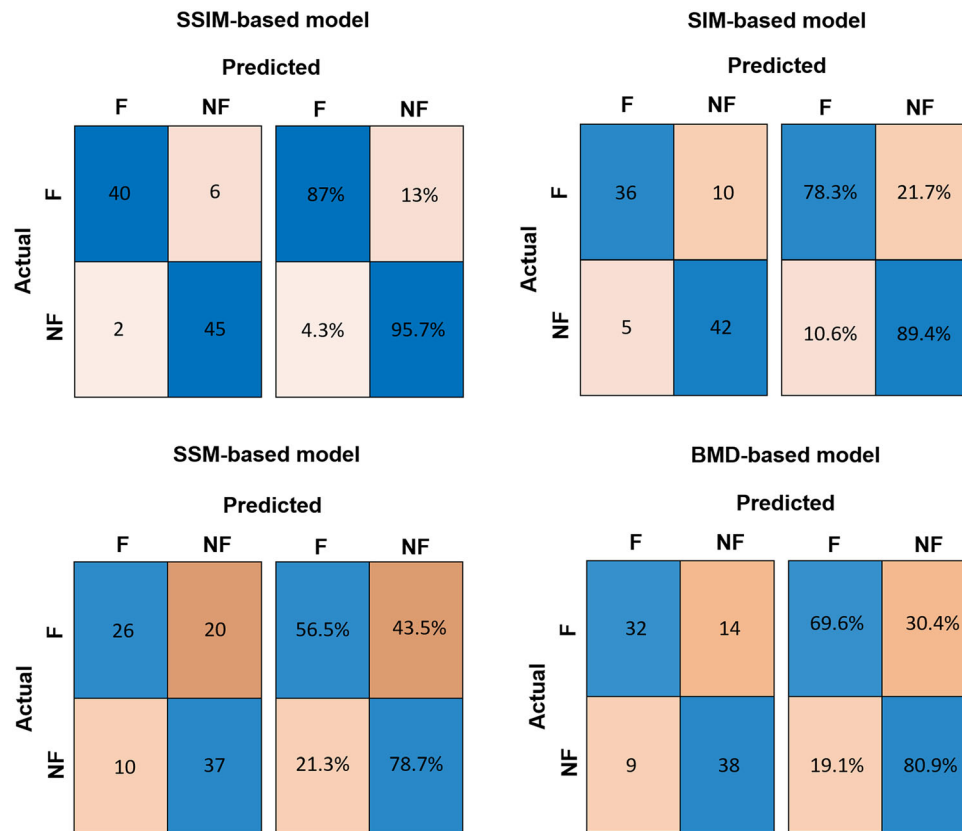 SSIM-based model
Predicted
F NF F NF
Actual
F 40 6 87% 13%
NF 2 45 4.3% 95.7%
SIM-based model
Predicted
F NF F NF
Actual
F 36 10 78.3% 21.7%
NF 5 42 10.6% 89.4%
SSM-based model
Predicted
F NF F NF
Actual
F 26 20 56.5% 43.5%
NF 10 37 21.3% 78.7%
BMD-based model
Predicted
F NF F NF
Actual
F 32 14 69.6% 30.4%
NF 9 38 19.1% 80.9%